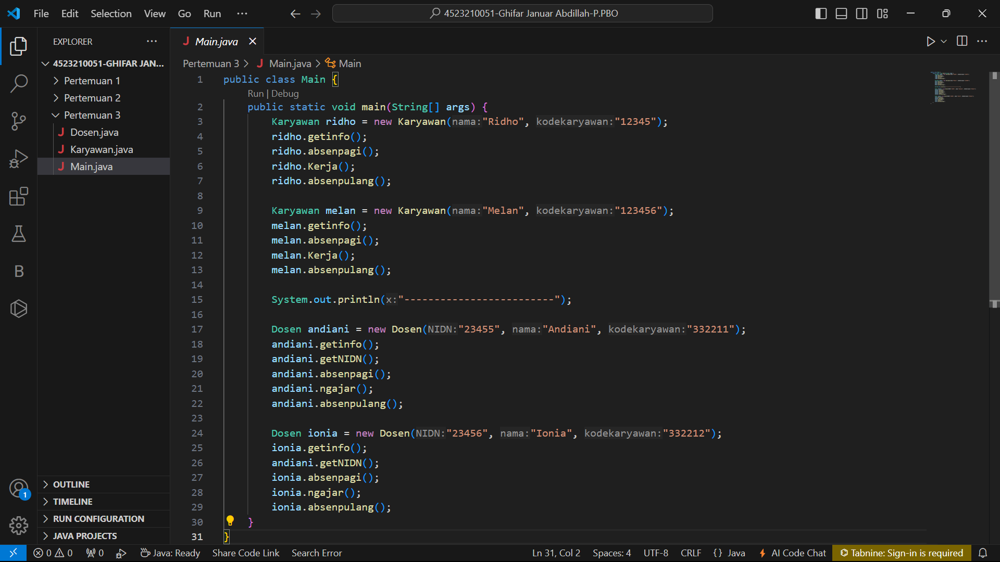 File Edit Selection View Go Run ··· 4523210051-Ghifar Januar Abdillah-P.PBO
EXPLORER ···
4523210051-GHIFAR JAN...
Pertemuan 1
Pertemuan 2
Pertemuan 3
J Dosen.java
J Karyawan.java
J Main.java
OUTLINE
TIMELINE
RUN CONFIGURATION
JAVA PROJECTS
1
B
J Main.java
Pertemuan 3 > J Main.java > Main
1 public class Main {
Run | Debug
2 public static void main(String[] args) {
3 Karyawan ridho = new Karyawan(nama:"Ridho", kodekaryawan:"12345");
4 ridho.getinfo();
5 ridho.absenpagi();
6 ridho.Kerja();
7 ridho.absenpulang();
8
9 Karyawan melan = new Karyawan(nama:"Melan", kodekaryawan:"123456");
10 melan.getinfo();
11 melan.absenpagi();
12 melan.Kerja();
13 melan.absenpulang();
14
15 System.out.println(x:"-------------------------");
16
17 Dosen andiani = new Dosen(NIDN:"23455", nama:"Andiani", kodekaryawan:"332211");
18 andiani.getinfo();
19 andiani.getNIDN();
20 andiani.absenpagi();
21 andiani.ngajar();
22 andiani.absenpulang();
23
24 Dosen ionia = new Dosen(NIDN:"23456", nama:"Ionia", kodekaryawan:"332212");
25 ionia.getinfo();
26 andiani.getNIDN();
27 ionia.absenpagi();
28 ionia.ngajar();
29 ionia.absenpulang();
30 }
31 }
0 0 0 Java: Ready Share Code Link Search Error Ln 31, Col 2 Spaces: 4 UTF-8 CRLF {} Java AI Code Chat Tabnine: Sign-in is required